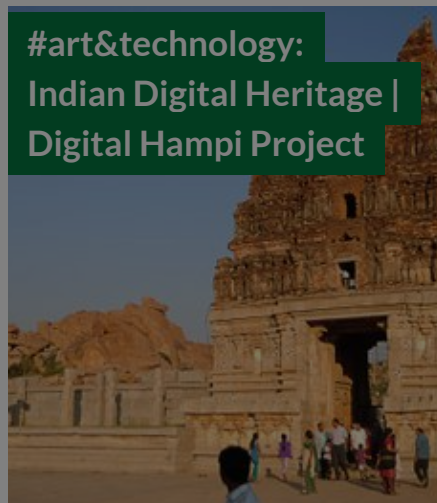 #art&technology:
Indian Digital Heritage |
Digital Hampi Project